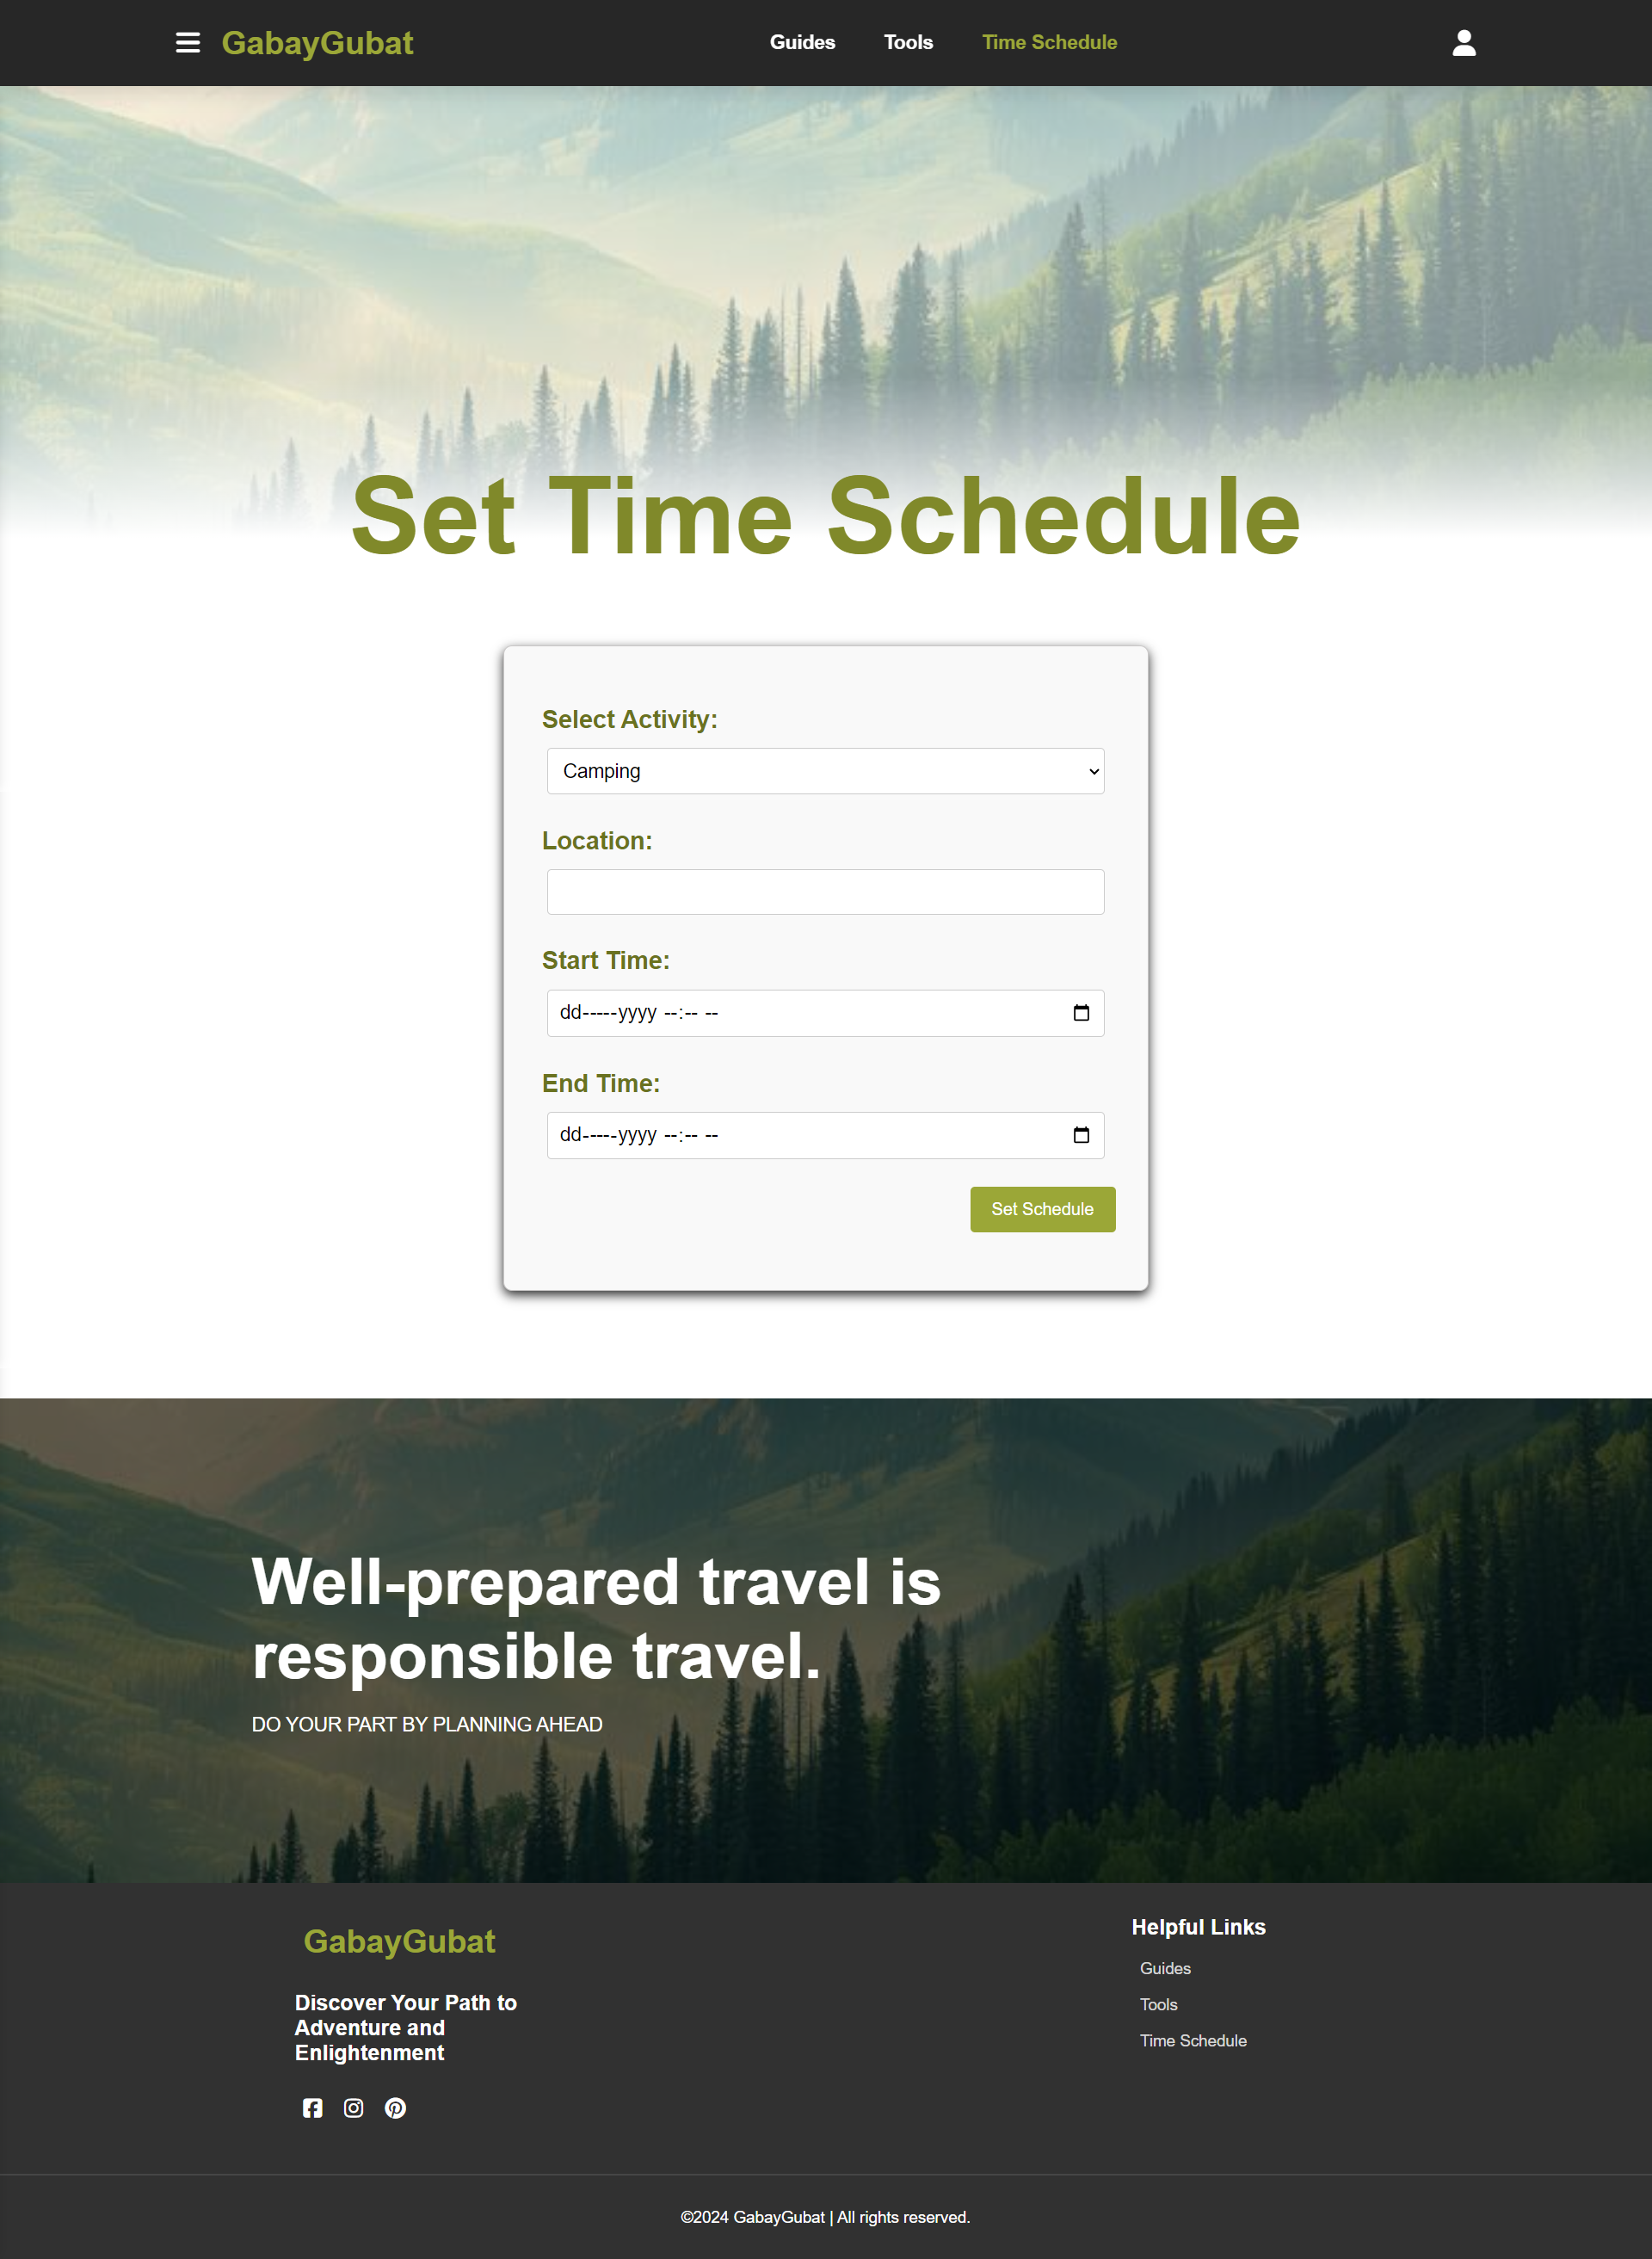 GabayGubat
Guides
Tools
Time Schedule
Set Time Schedule
Select Activity:
Camping
Location:
Start Time:
dd-----yyyy --:-- --
End Time:
dd-----yyyy --:-- --
Set Schedule
Well-prepared travel is
responsible travel.
DO YOUR PART BY PLANNING AHEAD
GabayGubat
Discover Your Path to
Adventure and
Enlightenment
Helpful Links
Guides
Tools
Time Schedule
©2024 GabayGubat | All rights reserved.